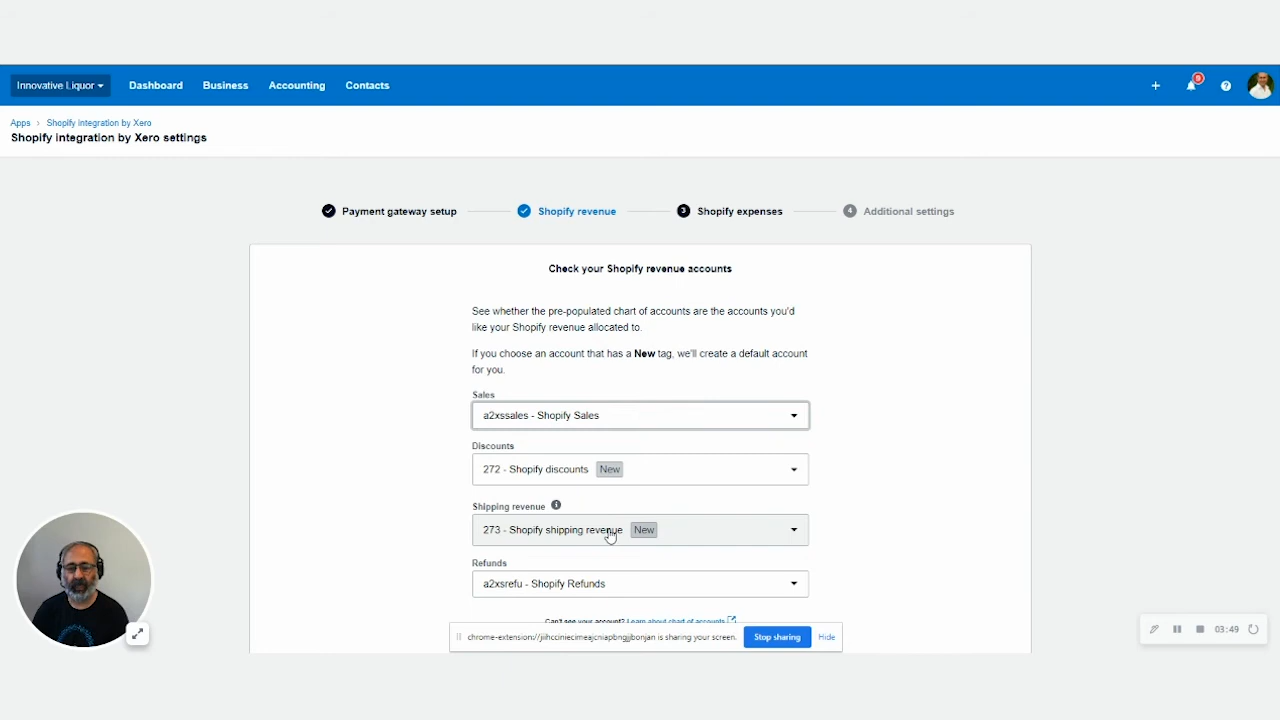 Innovative Liquor
Dashboard
Business
Accounting
Contacts
9
Apps › Shopify integration by Xero
Shopify integration by Xero settings
Payment gateway setup
Shopify revenue
3 Shopify expenses
4 Additional settings
Check your Shopify revenue accounts
See whether the pre-populated chart of accounts are the accounts you'd
like your Shopify revenue allocated to.
If you choose an account that has a New tag, we'll create a default account
for you.
Sales
a2xssales - Shopify Sales
Discounts
272 - Shopify discounts New
Shipping revenue
273 - Shopify shipping revenue New
Refunds
a2xsrefu - Shopify Refunds
Can't see your account? Learn about chart of accounts
is sharing your screen.
Stop sharing
Hide
03:49